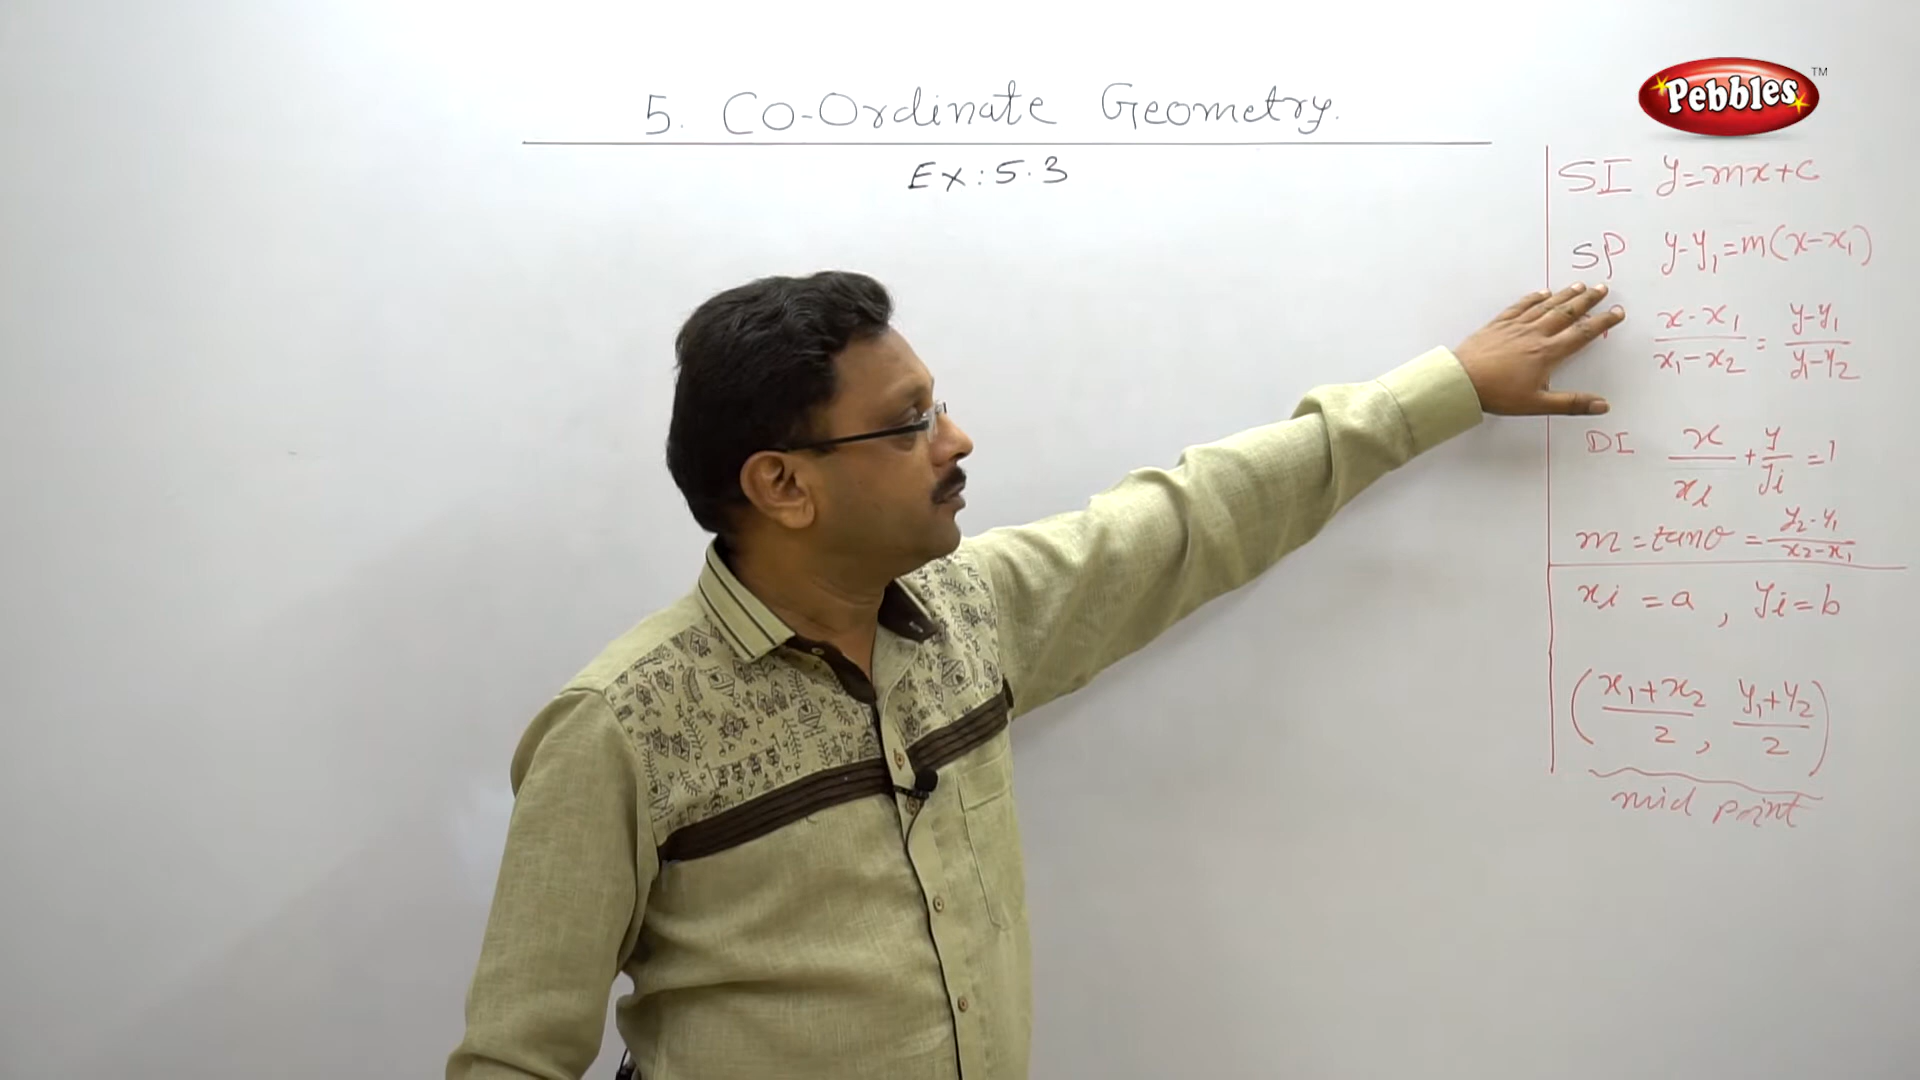 Pebbles TM
5. Co-Ordinate Geometry.
Ex: 5.3
SI y=mx+c
SP y-y₁=m(x-x₁)
P (x-x₁)/(x₁-x₂) = (y-y₁)/(y₁-y₂)
DI x/xi + y/yi = 1
m = tanθ = (y₂-y₁)/(x₂-x₁)
xi = a , yi = b
((x₁+x₂)/2, (y₁+y₂)/2)
mid point